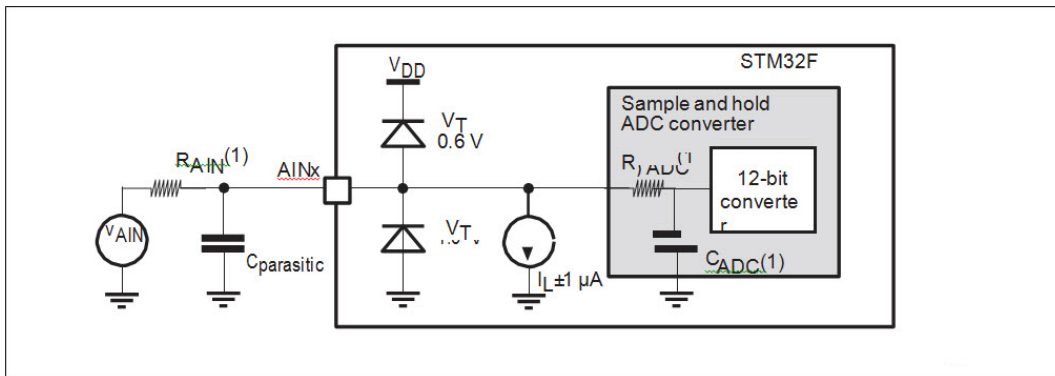 STM32F
VDD
Sample and hold
ADC converter
VT
0.6 V
RAIN(1)
AINx
12-bit
converte
r
VAIN
VT
Cparasitic
CADC(1)
IL±1 µA